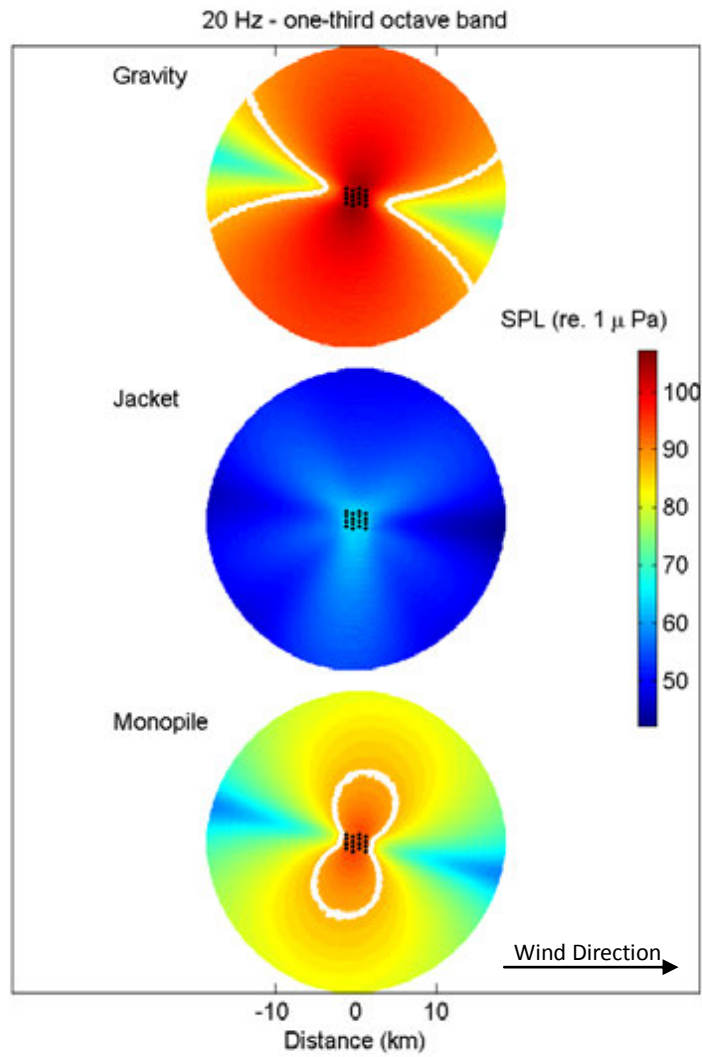 20 Hz - one-third octave band
Gravity
SPL (re. 1 μ Pa)
Jacket
100
90
80
70
60
50
Monopile
Wind Direction
-10 0 10
Distance (km)